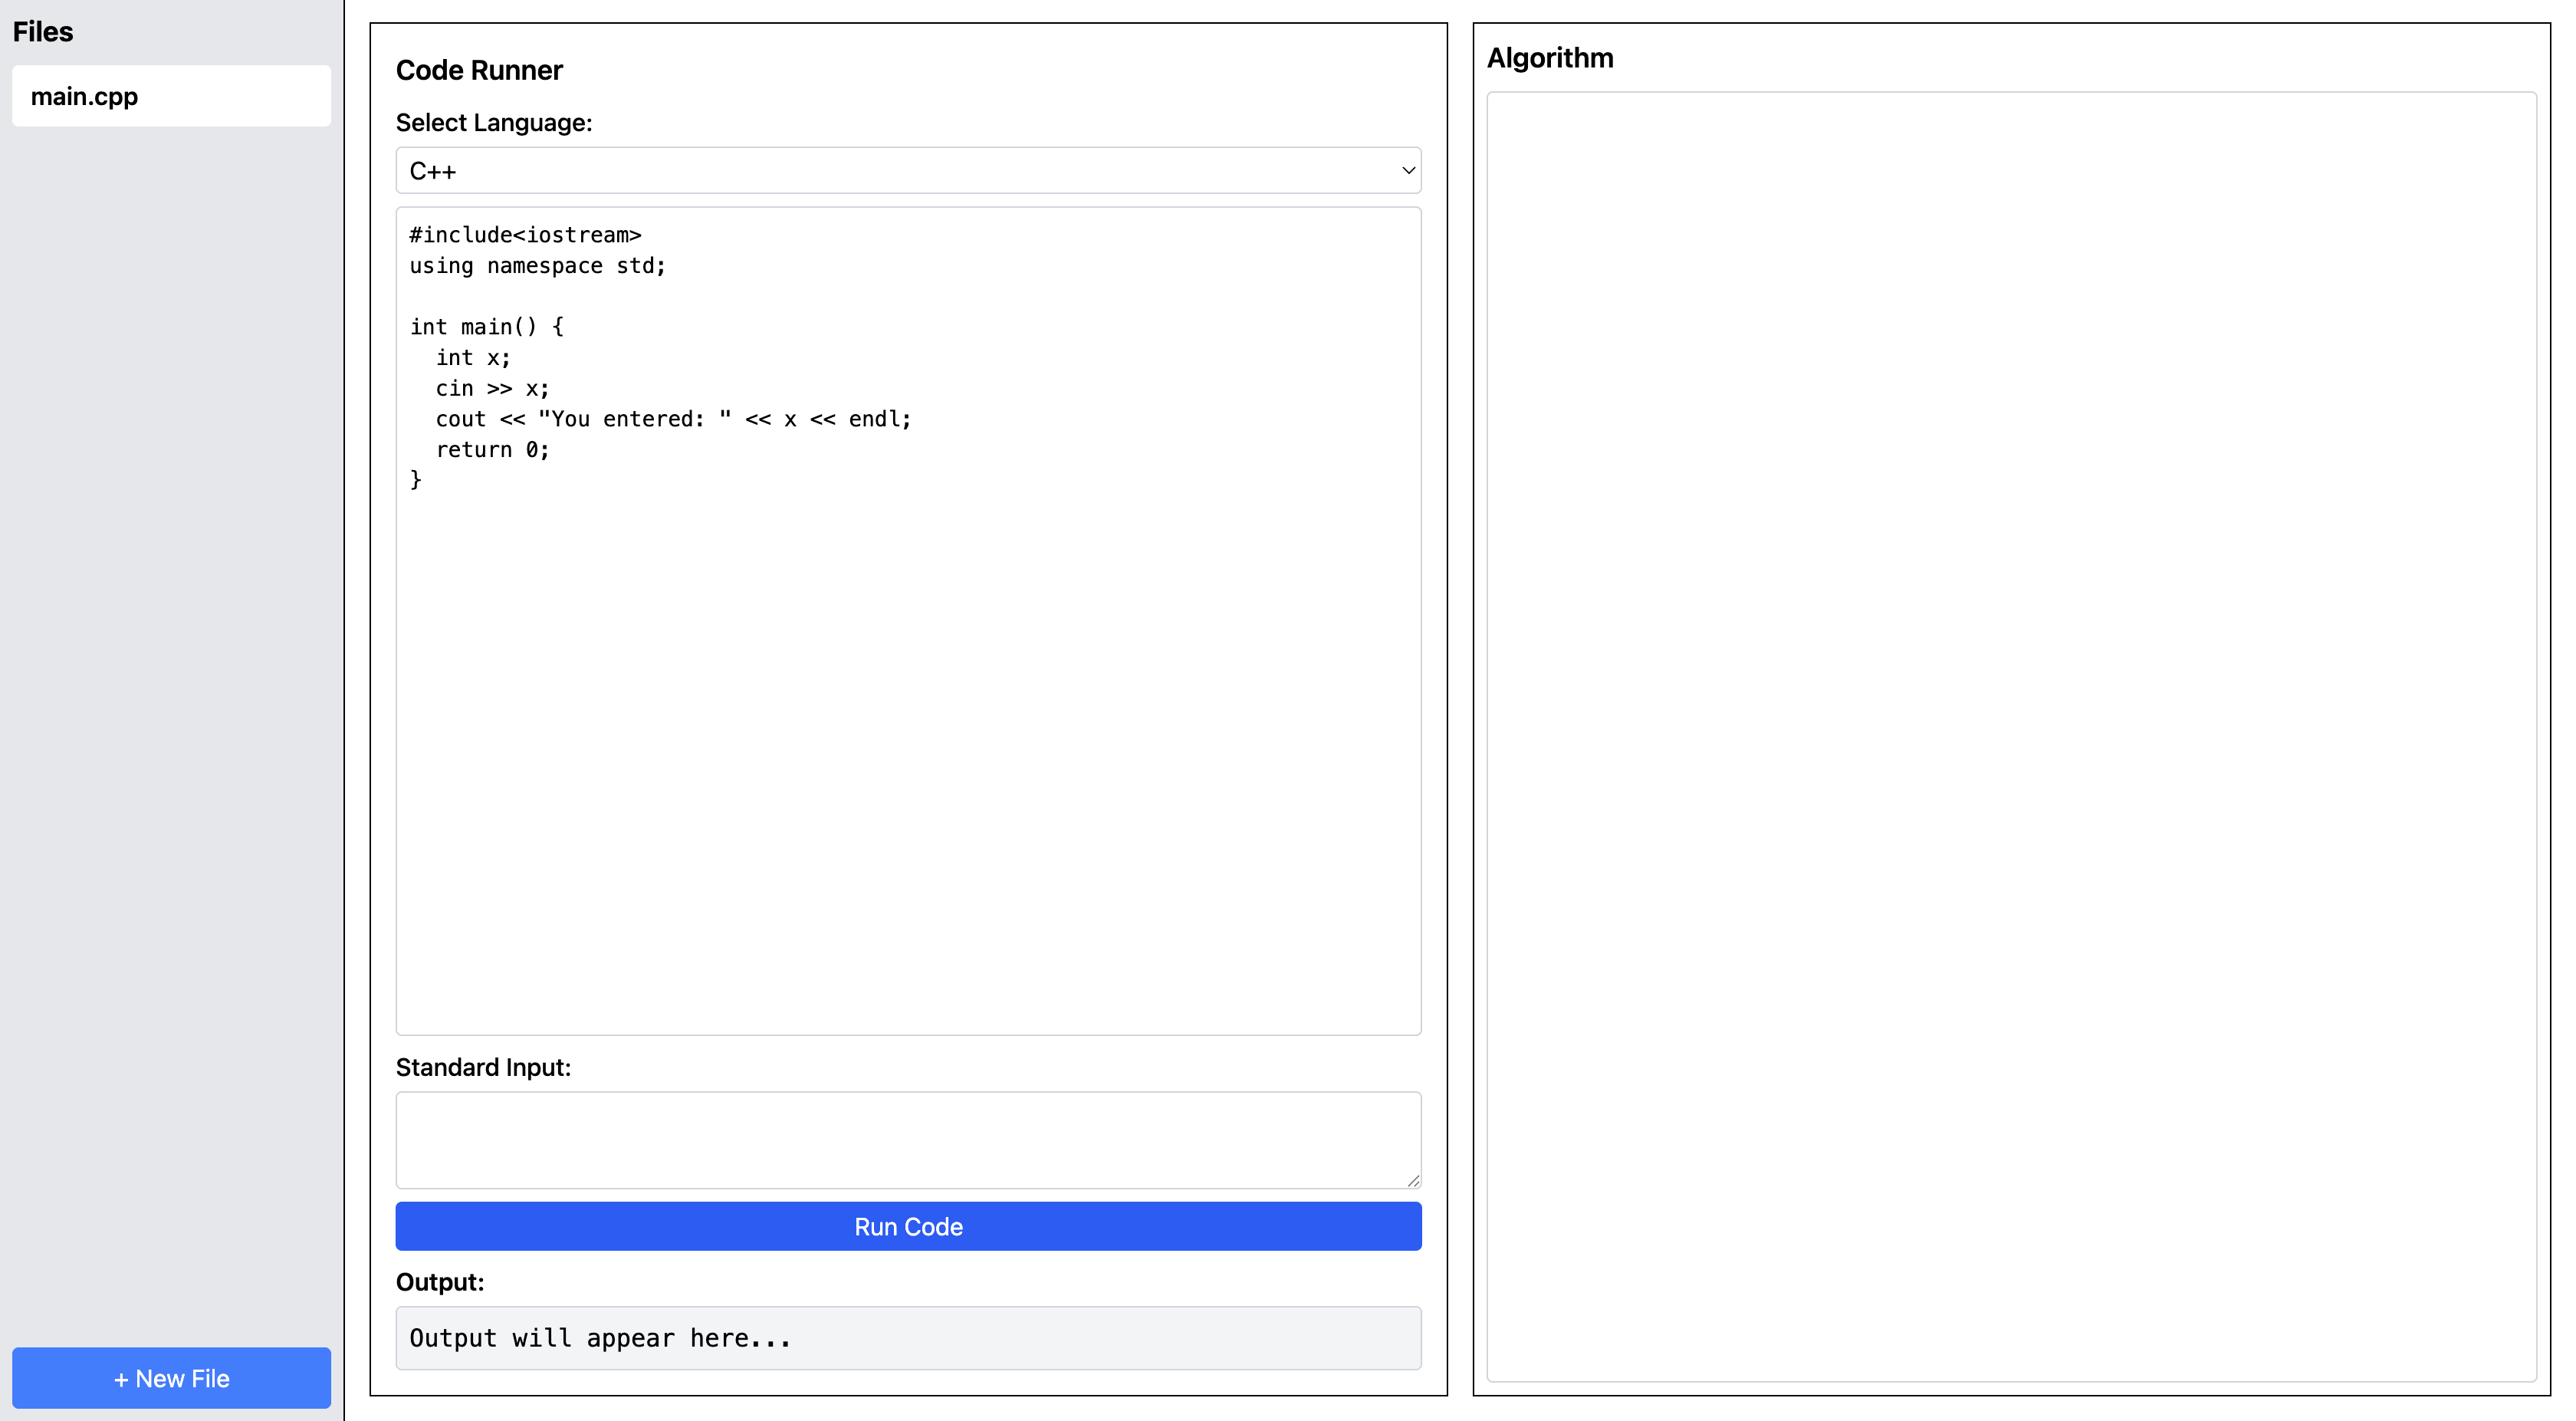 Files
main.cpp
+ New File
Code Runner
Select Language:
C++
#include<iostream>
using namespace std;

int main() {
  int x;
  cin >> x;
  cout << "You entered: " << x << endl;
  return 0;
}
Standard Input:
Run Code
Output:
Output will appear here...
Algorithm